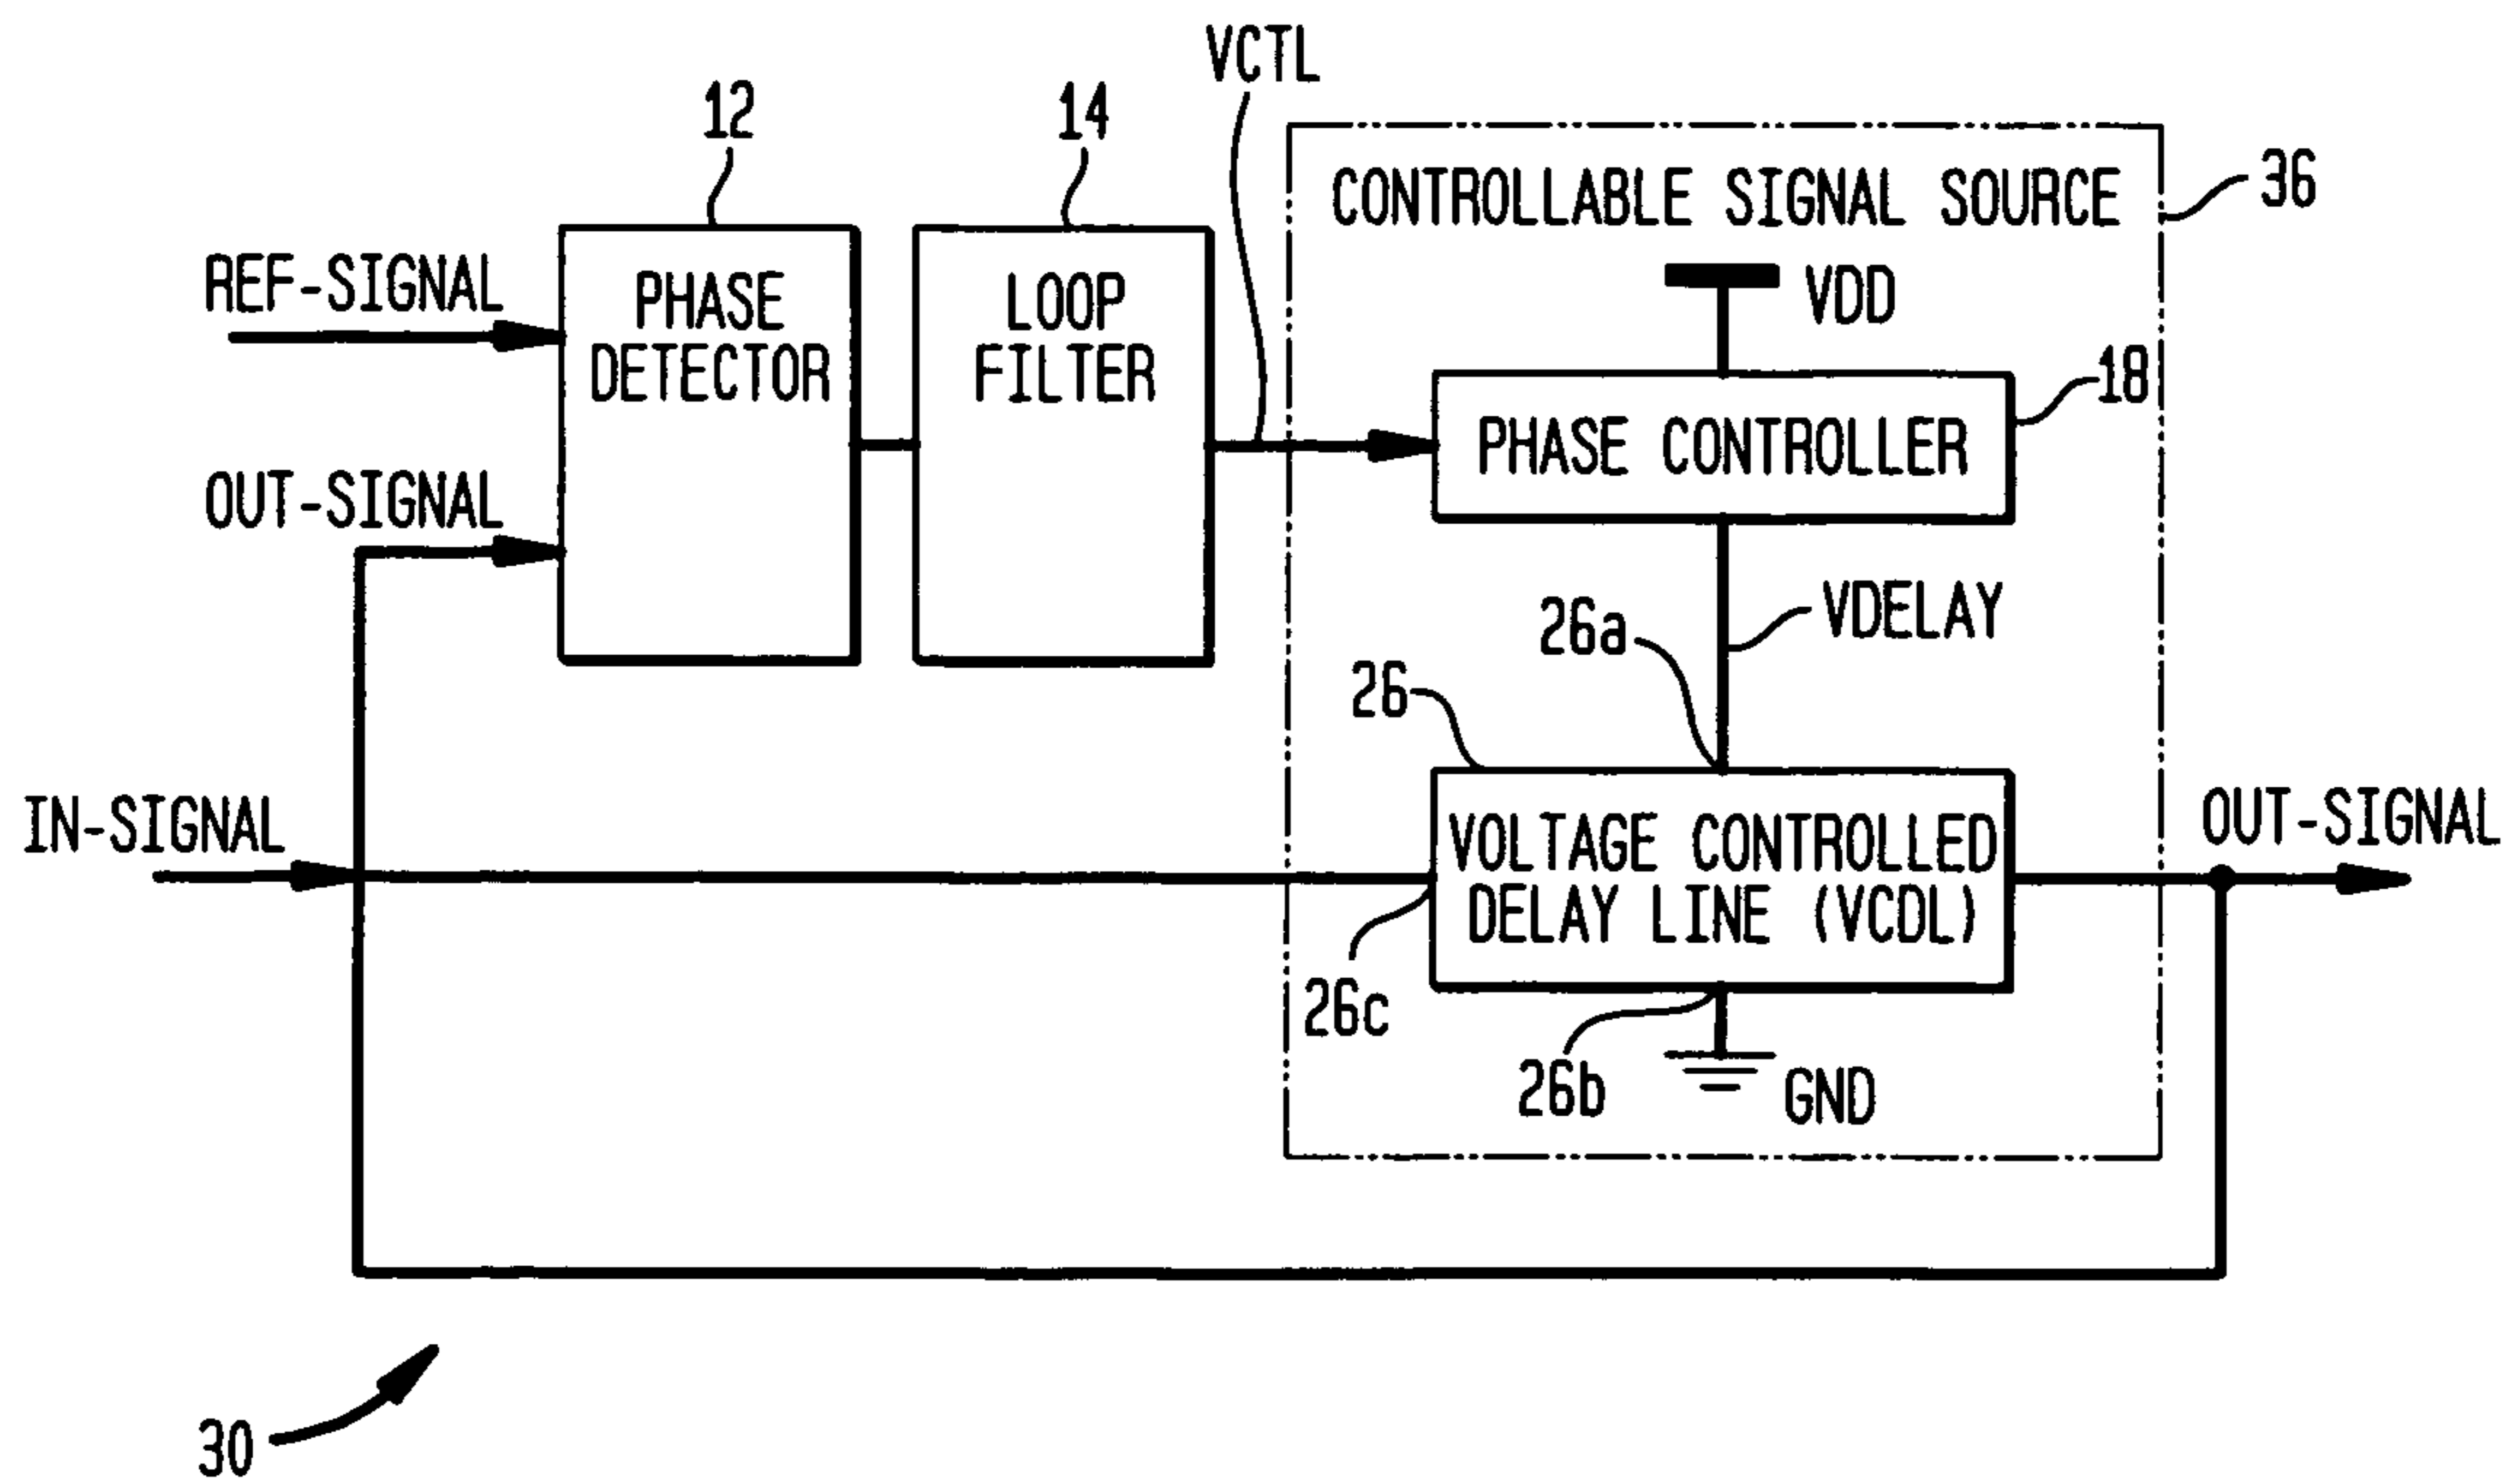 VCTL
12
14
CONTROLLABLE SIGNAL SOURCE
36
REF-SIGNAL
PHASE
DETECTOR
LOOP
FILTER
VDD
18
PHASE CONTROLLER
OUT-SIGNAL
26a
VDELAY
26
IN-SIGNAL
VOLTAGE CONTROLLED
DELAY LINE (VCDL)
OUT-SIGNAL
26c
26b
GND
30